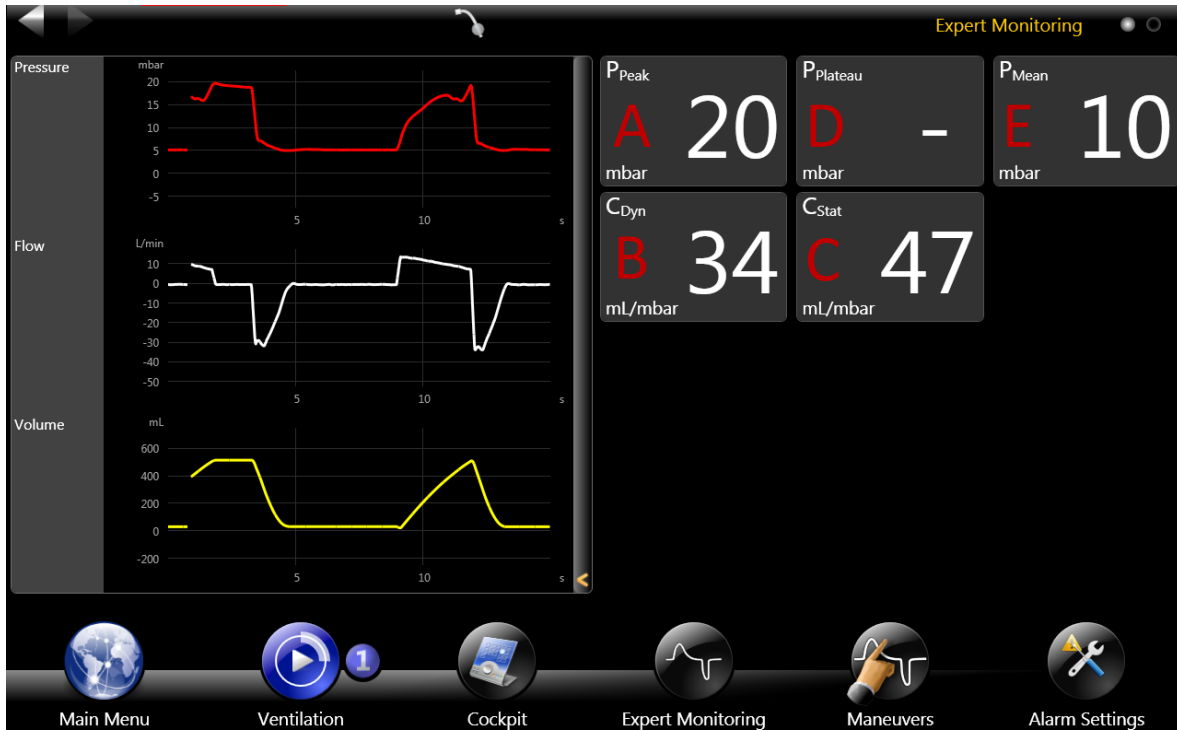 Expert Monitoring
Pressure
mbar
20
15
10
5
0
-5
5 10 s
Flow
L/min
10
0
-10
-20
-30
-40
-50
5 10 s
Volume
mL
600
400
200
0
-200
5 10 s
<
PPeak
A 20
mbar
PPlateau
D -
mbar
PMean
E 10
mbar
CDyn
B 34
mL/mbar
CStat
C 47
mL/mbar
1
Main Menu Ventilation Cockpit Expert Monitoring Maneuvers Alarm Settings